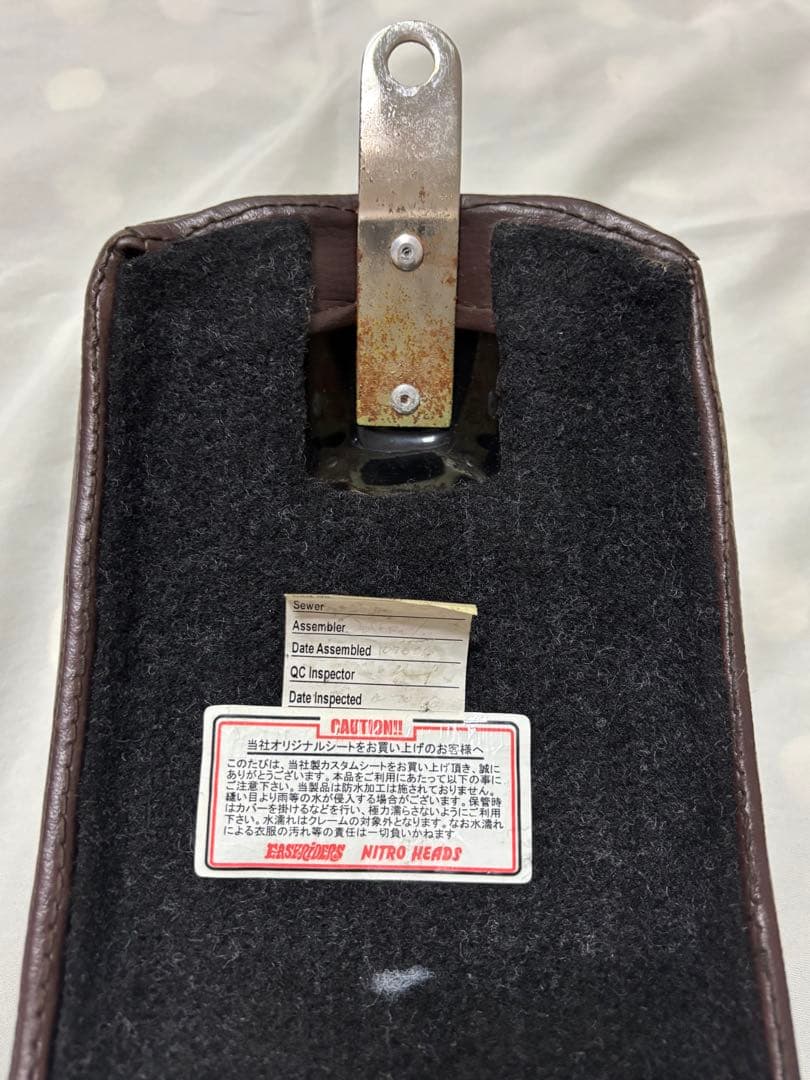 Sewer
Assembler
Date Assembled
QC Inspector
Date Inspected
CAUTION!!
当社オリジナルシートをお買い上げのお客様へ
このたびは、当社製カスタムシートをお買い上げ頂き、誠に
ありがとうございます。本品をご利用にあたって以下の事に
ご注意下さい。当製品は防水加工は施されておりません。
縫い目より雨等の水が侵入する場合がございます。保管時
はカバーを掛けるなどを行い、極力濡らさないようにご利用
下さい。水濡れはクレームの対象外となります。なお水濡れ
による衣服の汚れ等の責任は一切負いかねます
EASYRIDERS NITRO HEADS